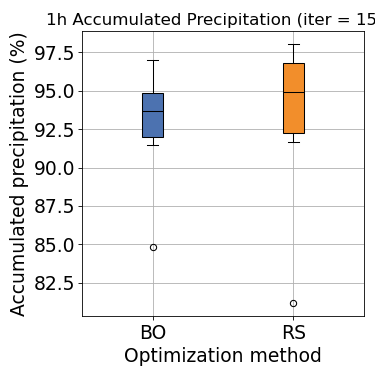 1h Accumulated Precipitation (iter = 15
Accumulated precipitation (%)
97.5
95.0
92.5
90.0
87.5
85.0
82.5
BO
RS
Optimization method